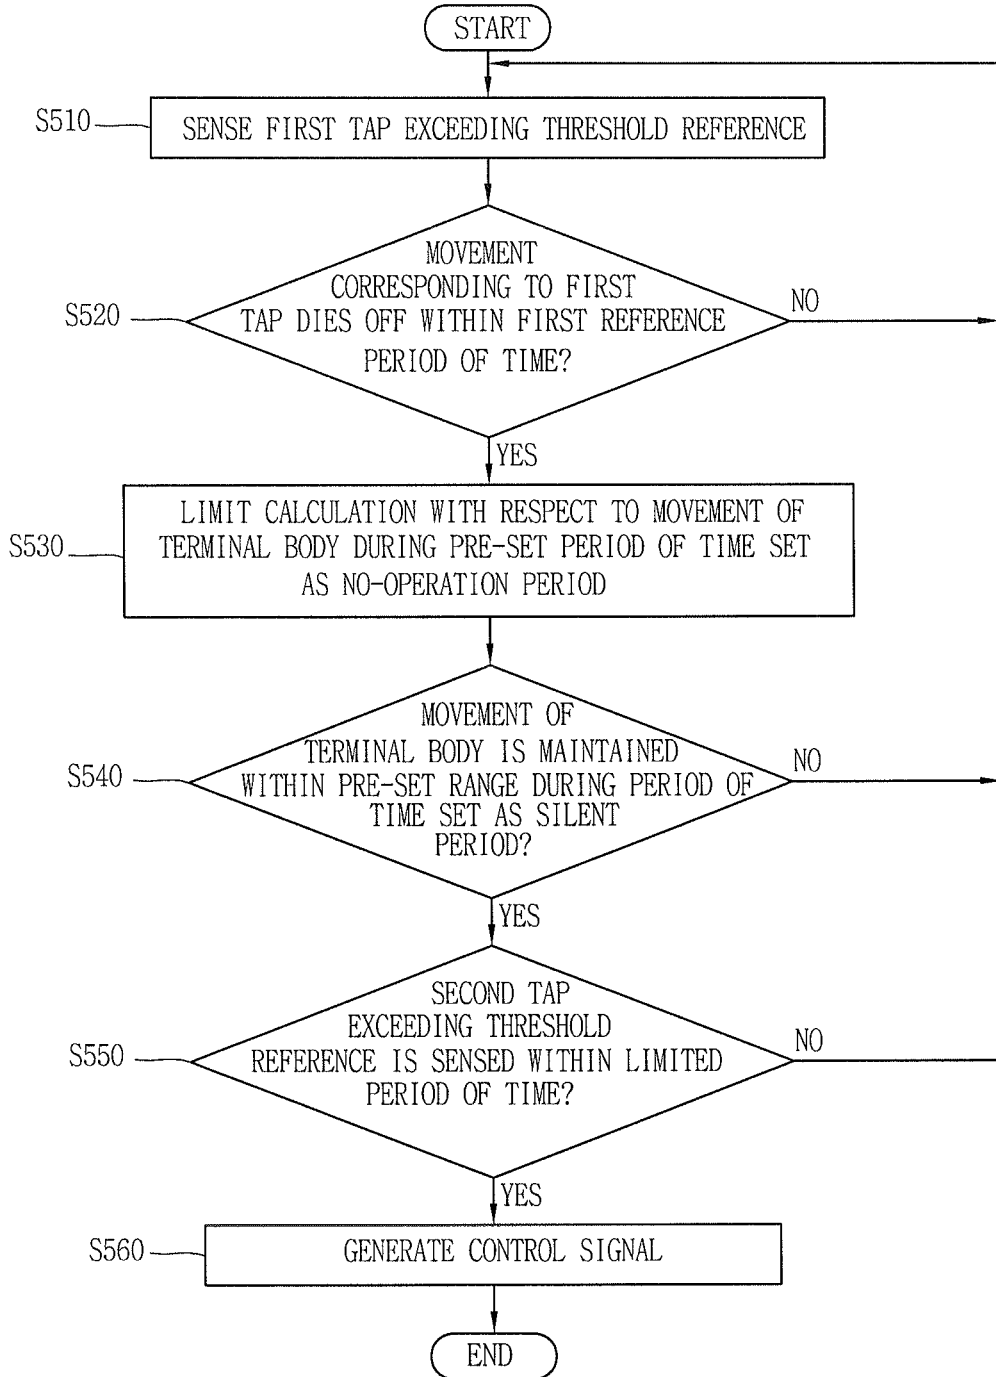 START
S510
SENSE FIRST TAP EXCEEDING THRESHOLD REFERENCE
MOVEMENT
CORRESPONDING TO FIRST
TAP DIES OFF WITHIN FIRST REFERENCE
PERIOD OF TIME?
S520
NO
YES
LIMIT CALCULATION WITH RESPECT TO MOVEMENT OF
TERMINAL BODY DURING PRE-SET PERIOD OF TIME SET
AS NO-OPERATION PERIOD
S530
MOVEMENT OF
TERMINAL BODY IS MAINTAINED
WITHIN PRE-SET RANGE DURING PERIOD OF
TIME SET AS SILENT
PERIOD?
S540
NO
YES
SECOND TAP
EXCEEDING THRESHOLD
REFERENCE IS SENSED WITHIN LIMITED
PERIOD OF TIME?
S550
NO
YES
S560
GENERATE CONTROL SIGNAL
END